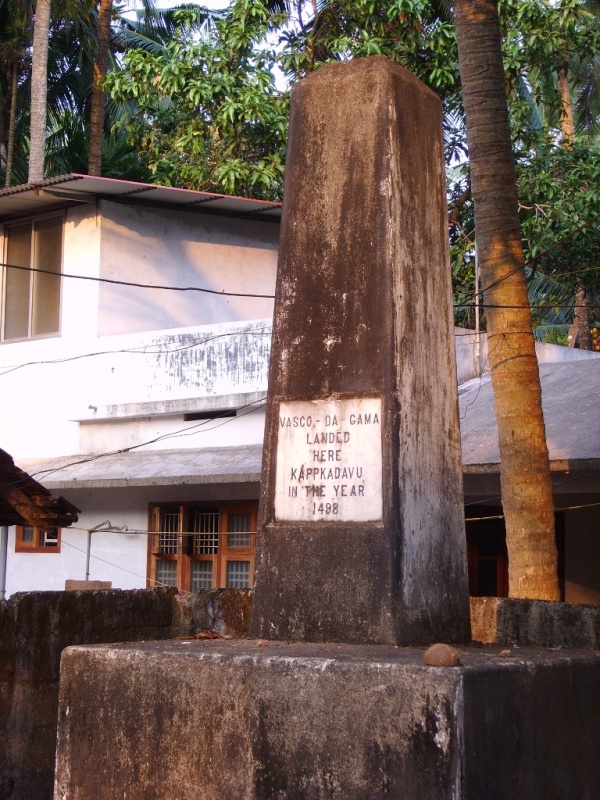 VASCO,- DA - GAMA
LANDED
HERE
KAPPKADAVU
IN THE YEAR
1498